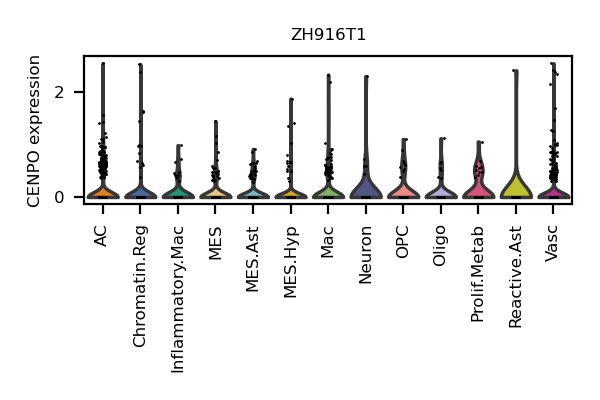 ZH916T1
CENPO expression
2
0
AC
Chromatin.Reg
Inflammatory.Mac
MES
MES.Ast
MES.Hyp
Mac
Neuron
OPC
Oligo
Prolif.Metab
Reactive.Ast
Vasc